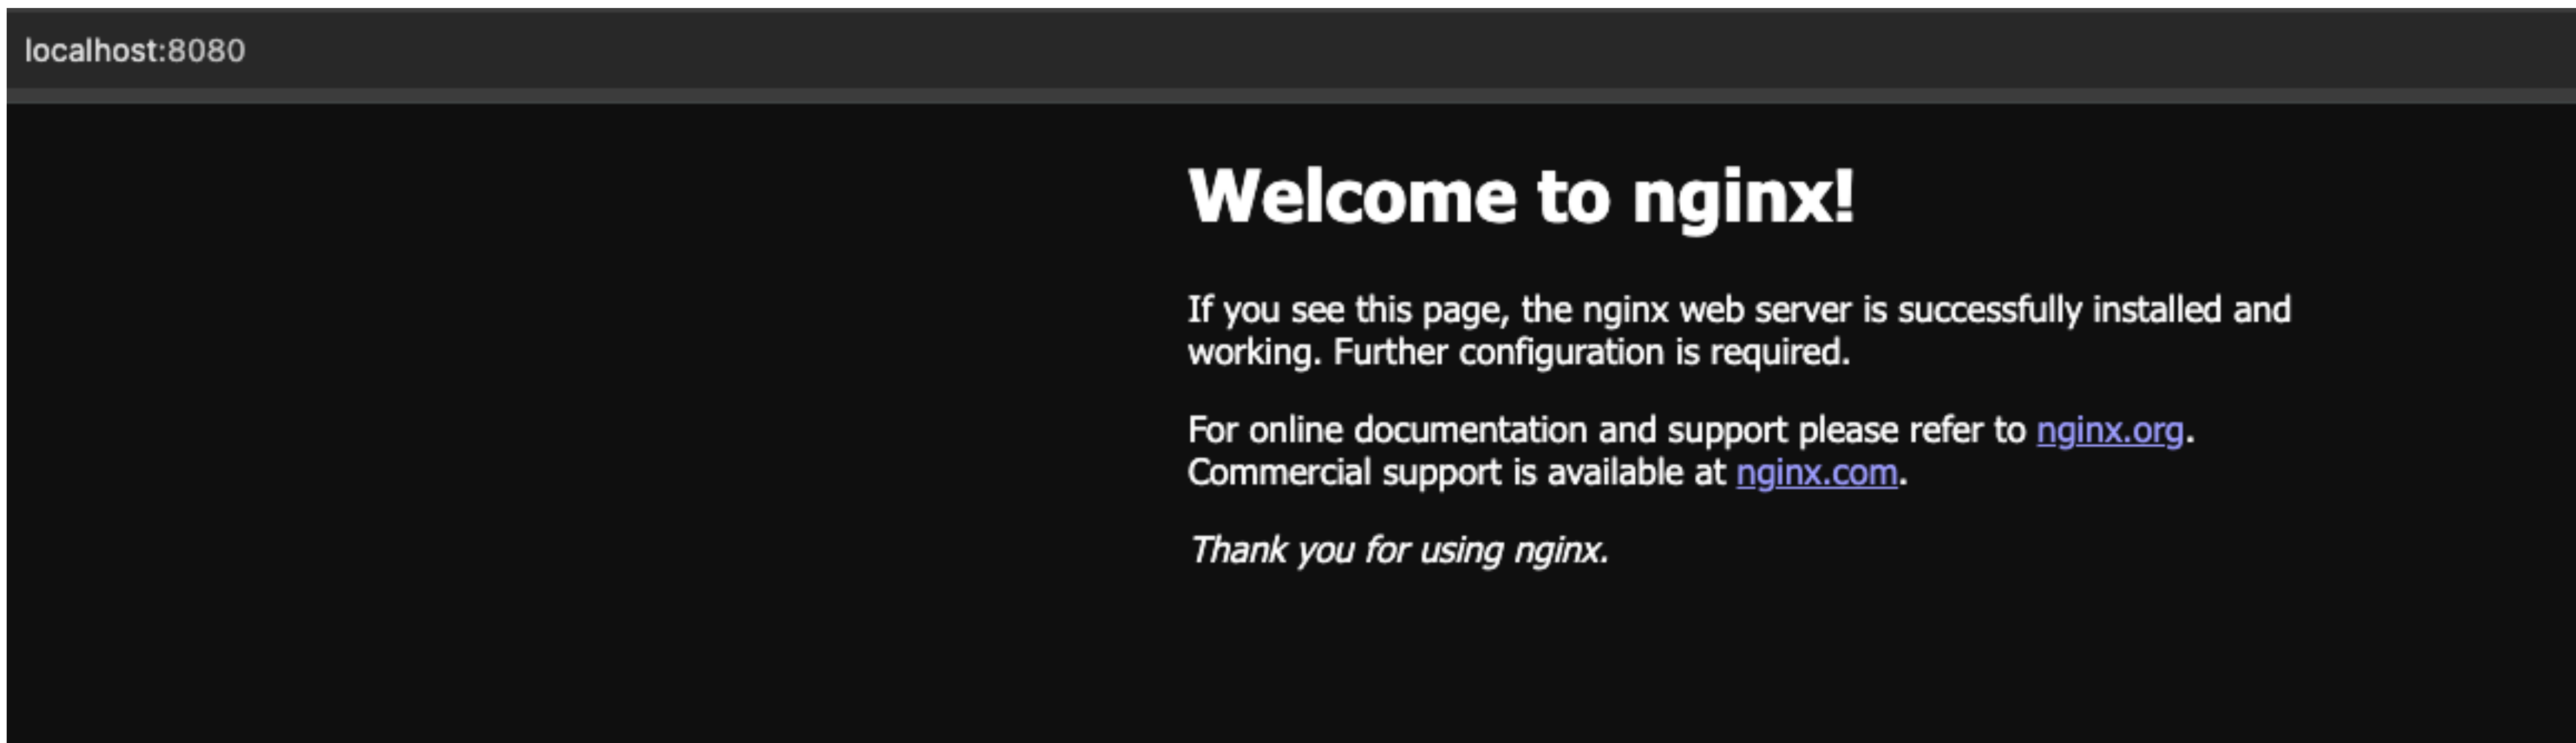 localhost:8080
Welcome to nginx!
If you see this page, the nginx web server is successfully installed and
working. Further configuration is required.
For online documentation and support please refer to nginx.org.
Commercial support is available at nginx.com.
Thank you for using nginx.